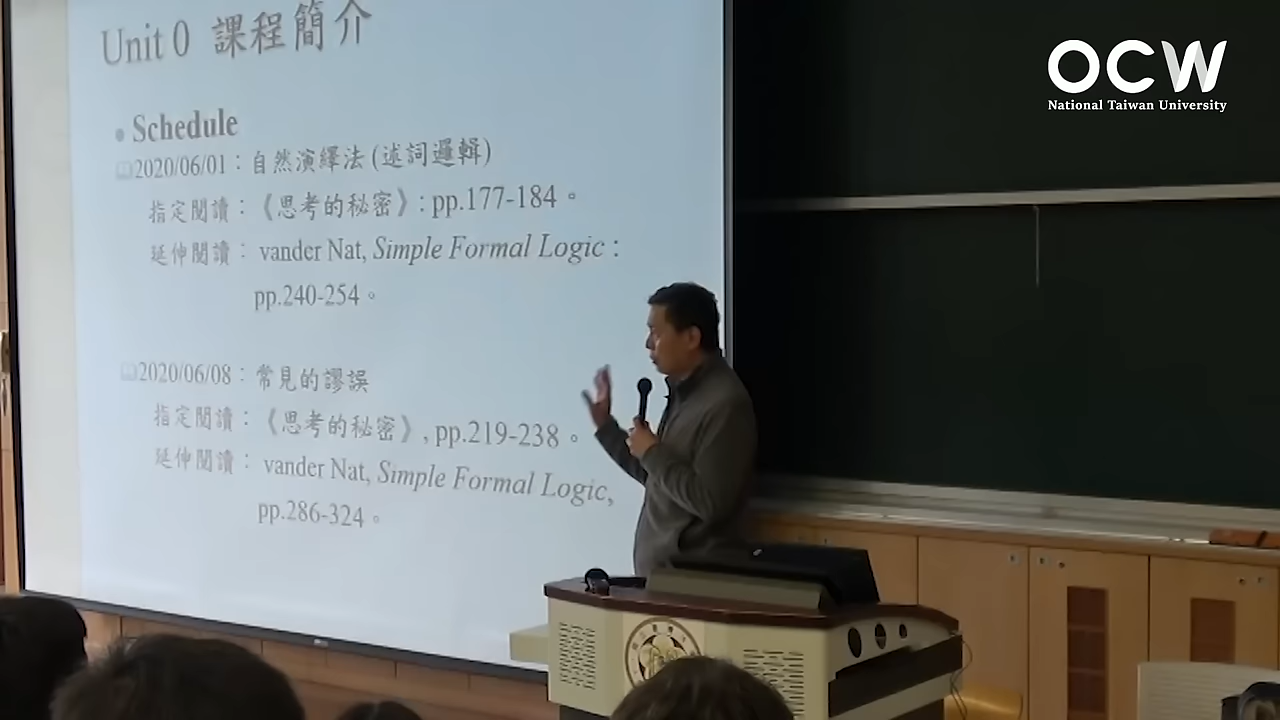 Unit 0 課程簡介
• Schedule
2020/06/01：自然演繹法 (述詞邏輯)
指定閱讀：《思考的秘密》: pp.177-184。
延伸閱讀： vander Nat, Simple Formal Logic :
pp.240-254。
2020/06/08：常見的謬誤
指定閱讀：《思考的秘密》, pp.219-238。
延伸閱讀： vander Nat, Simple Formal Logic,
pp.286-324。
OCW
National Taiwan University